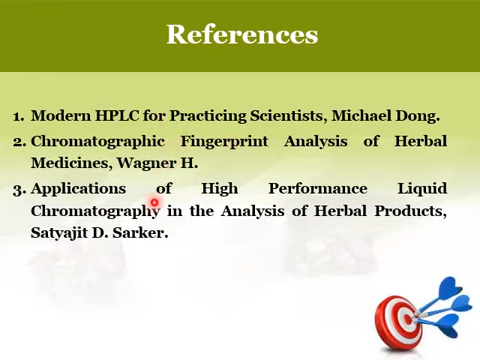 References
1. Modern HPLC for Practicing Scientists, Michael Dong.
2. Chromatographic Fingerprint Analysis of Herbal
Medicines, Wagner H.
3. Applications of High Performance Liquid
Chromatography in the Analysis of Herbal Products,
Satyajit D. Sarker.